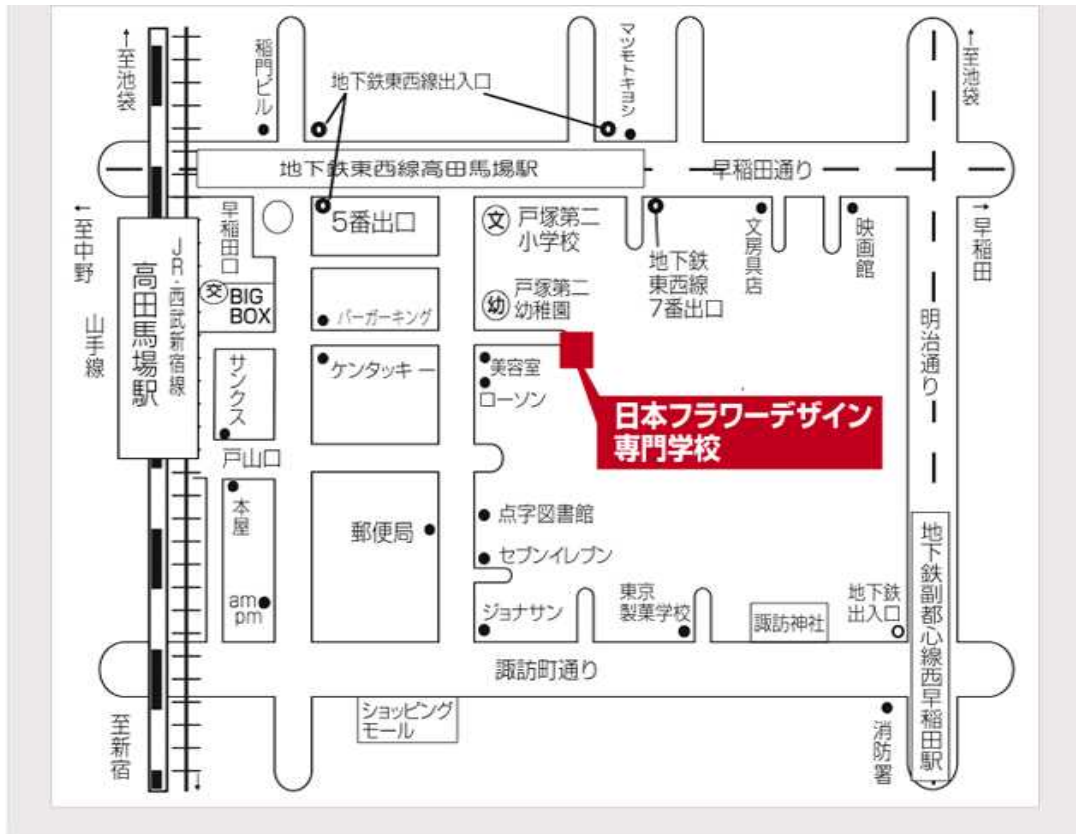 ←至池袋
稲門ビル
地下鉄東西線出入口
マツモトキヨシ
←至池袋
地下鉄東西線高田馬場駅
早稲田通り
←至中野
早稲田口
5番出口
文
戸塚第二
小学校
地下鉄
東西線
7番出口
文房具店
映画館
→早稲田
JR・西武新宿線
高田馬場駅
山手線
交
BIG
BOX
幼
戸塚第二
幼稚園
バーガーキング
明治通り
サンクス
ケンタッキー
美容室
ローソン
日本フラワーデザイン
専門学校
戸山口
本屋
郵便局
点字図書館
セブンイレブン
am
pm
ジョナサン
東京
製菓学校
諏訪神社
地下鉄
出入口
地下鉄副都心線西早稲田駅
諏訪町通り
至新宿
↓
ショッピング
モール
消防署